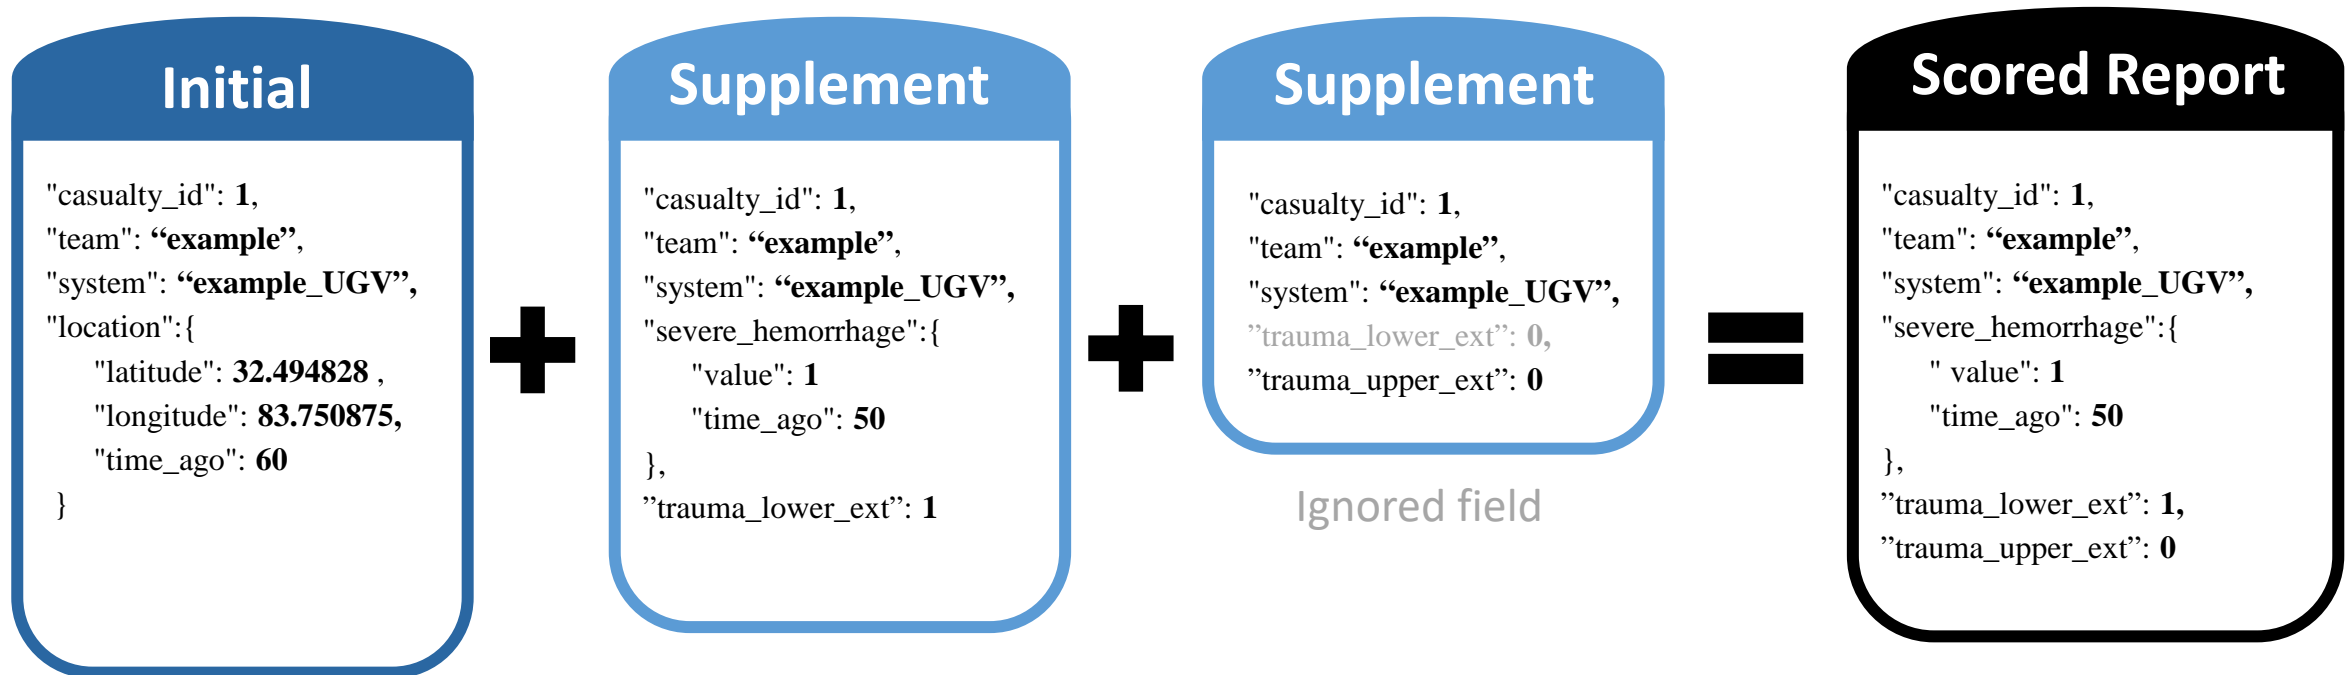 Initial
"casualty_id": 1,
"team": “example”,
"system": “example_UGV”,
"location":{
"latitude": 32.494828 ,
"longitude": 83.750875,
"time_ago": 60
}
Supplement
"casualty_id": 1,
"team": “example”,
"system": “example_UGV”,
"severe_hemorrhage":{
"value": 1
"time_ago": 50
},
”trauma_lower_ext”: 1
Supplement
"casualty_id": 1,
"team": “example”,
"system": “example_UGV”,
”trauma_lower_ext”: 0,
”trauma_upper_ext”: 0
Ignored field
Scored Report
"casualty_id": 1,
"team": “example”,
"system": “example_UGV”,
"severe_hemorrhage":{
" value": 1
"time_ago": 50
},
”trauma_lower_ext”: 1,
”trauma_upper_ext”: 0